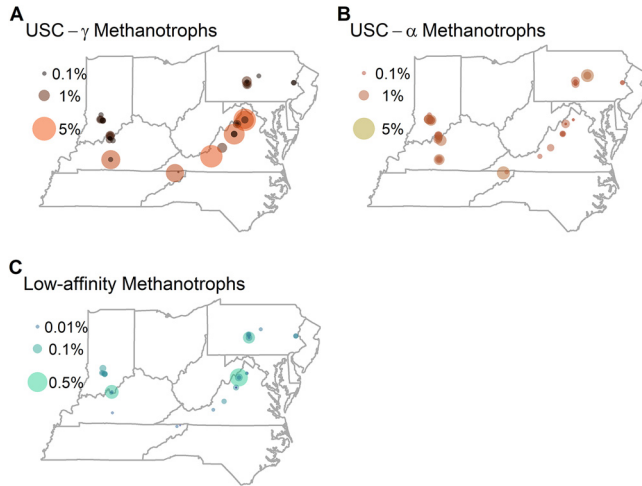 A
USC – γ Methanotrophs
0.1%
1%
5%
B
USC – α Methanotrophs
0.1%
1%
5%
C
Low-affinity Methanotrophs
0.01%
0.1%
0.5%